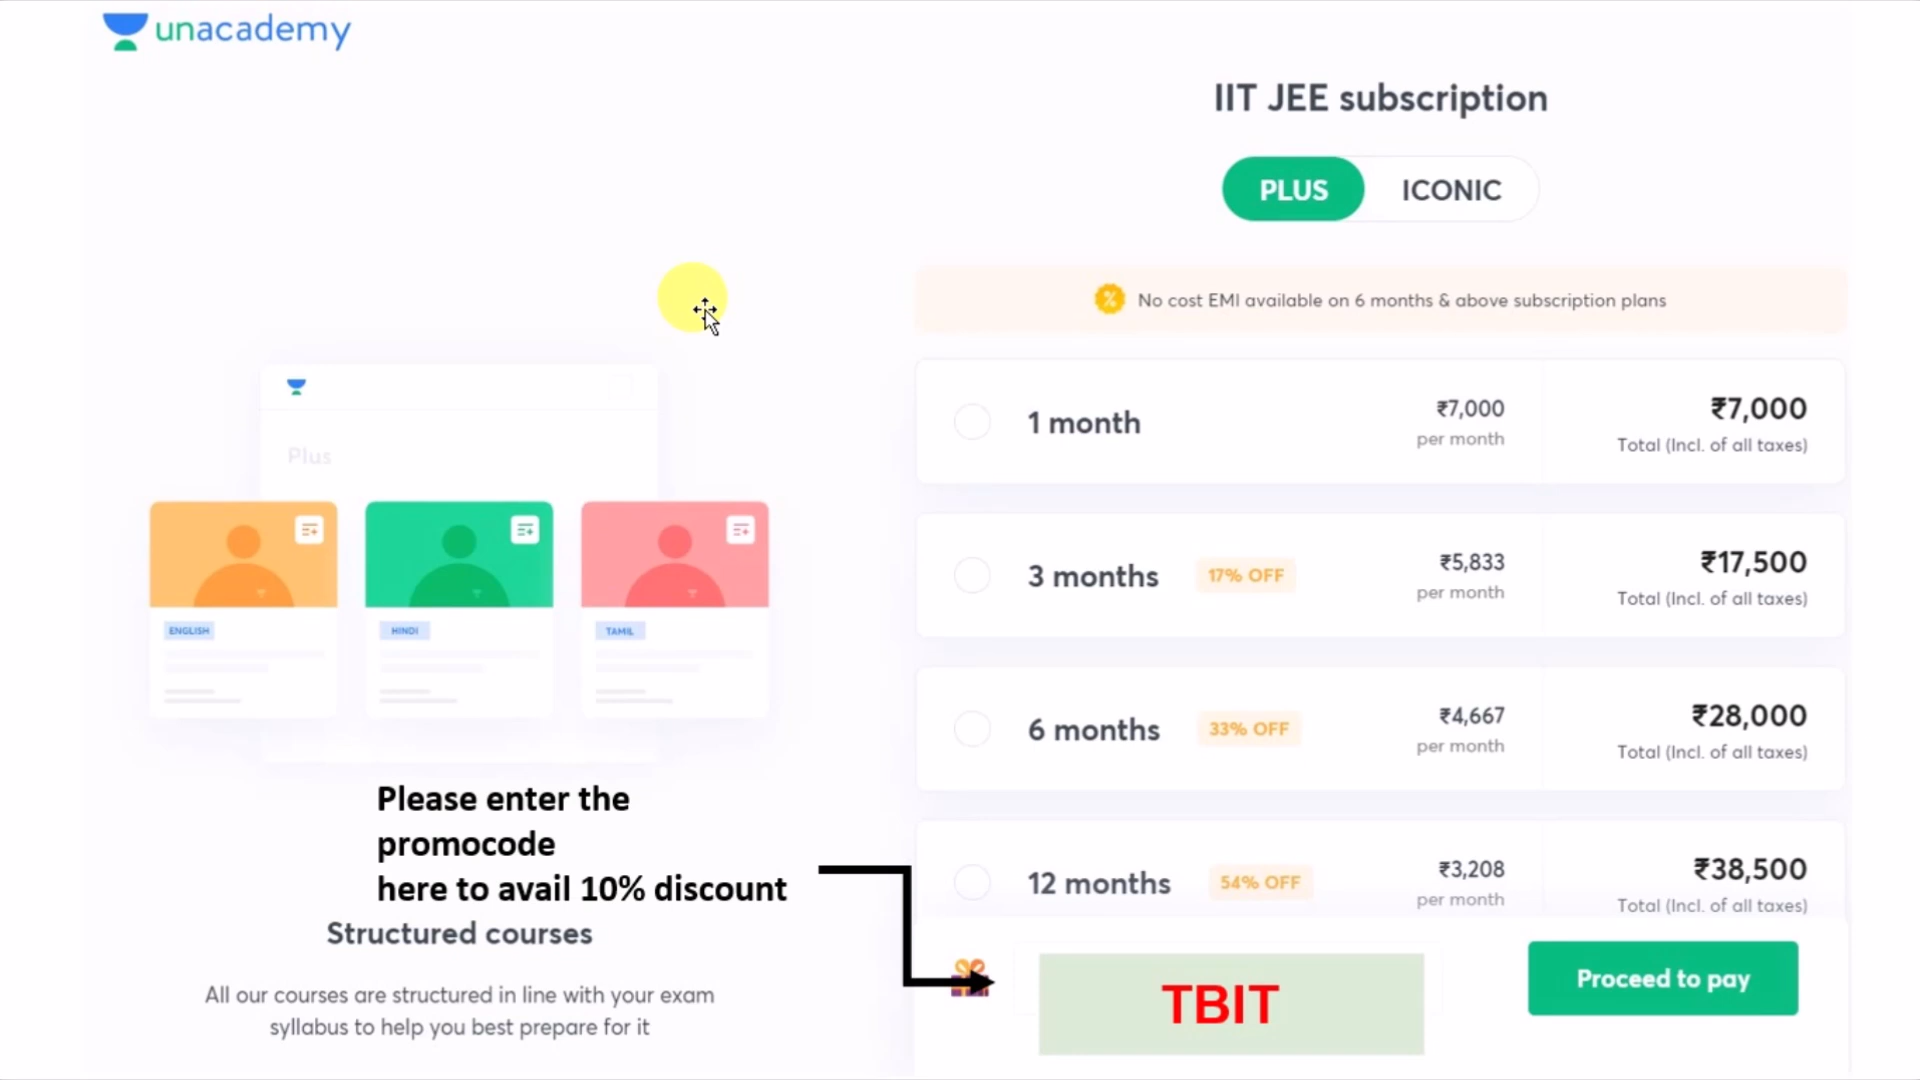 unacademy
IIT JEE subscription
PLUS
ICONIC
No cost EMI available on 6 months & above subscription plans
Plus
1 month
₹7,000
per month
₹7,000
Total (Incl. of all taxes)
3 months
17% OFF
₹5,833
per month
₹17,500
Total (Incl. of all taxes)
ENGLISH
HINDI
TAMIL
6 months
33% OFF
₹4,667
per month
₹28,000
Total (Incl. of all taxes)
Please enter the
promocode
here to avail 10% discount
12 months
54% OFF
₹3,208
per month
₹38,500
Total (Incl. of all taxes)
Structured courses
All our courses are structured in line with your exam
syllabus to help you best prepare for it
TBIT
Proceed to pay